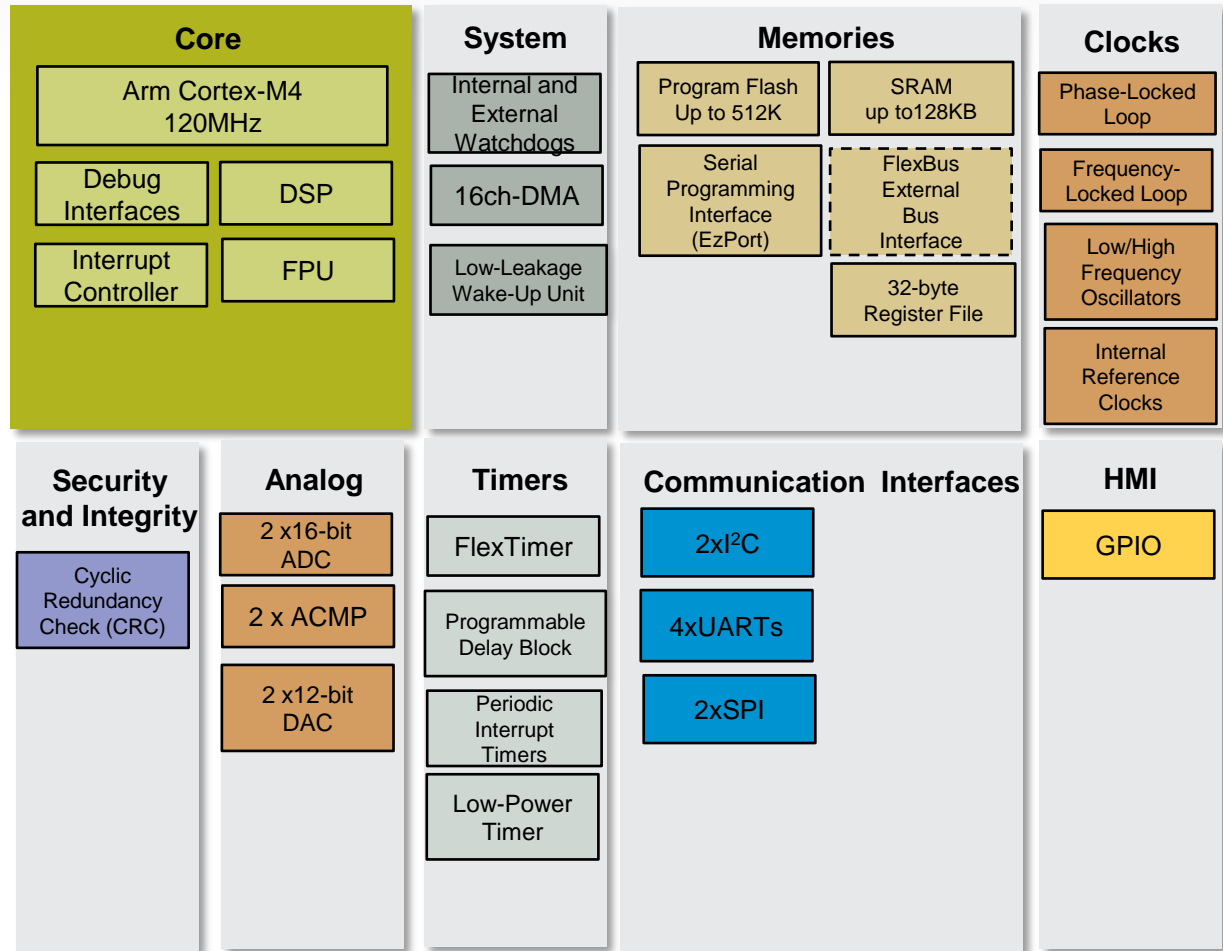 Core
Arm Cortex-M4
120MHz
Debug
Interfaces
DSP
Interrupt
Controller
FPU
System
Internal and
External
Watchdogs
16ch-DMA
Low-Leakage
Wake-Up Unit
Memories
Program Flash
Up to 512K
SRAM
up to128KB
Serial
Programming
Interface
(EzPort)
FlexBus
External
Bus
Interface
32-byte
Register File
Clocks
Phase-Locked
Loop
Frequency-
Locked Loop
Low/High
Frequency
Oscillators
Internal
Reference
Clocks
Security
and Integrity
Cyclic
Redundancy
Check (CRC)
Analog
2 x16-bit
ADC
2 x ACMP
2 x12-bit
DAC
Timers
FlexTimer
Programmable
Delay Block
Periodic
Interrupt
Timers
Low-Power
Timer
Communication Interfaces
2xI²C
4xUARTs
2xSPI
HMI
GPIO